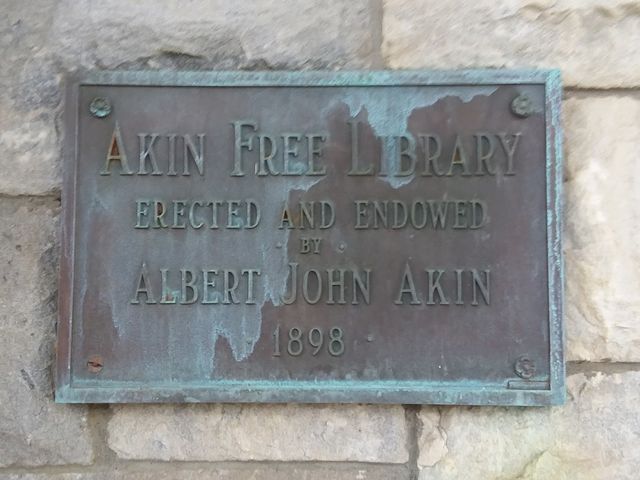 AKIN FREE LIBRARY
ERECTED AND ENDOWED
· BY ·
ALBERT JOHN AKIN
· 1898 ·